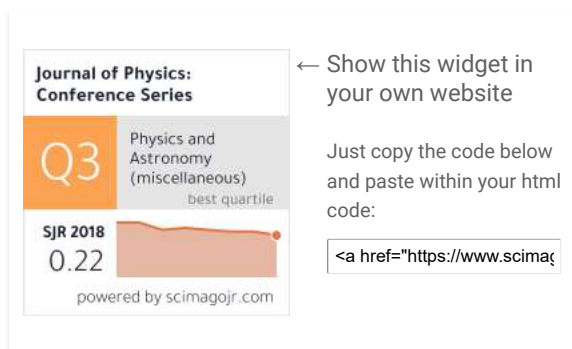 Journal of Physics:
Conference Series
Q3
Physics and
Astronomy
(miscellaneous)
best quartile
SJR 2018
0.22
powered by scimagojr.com
← Show this widget in
your own website
Just copy the code below
and paste within your html
code:
<a href="https://www.scimag